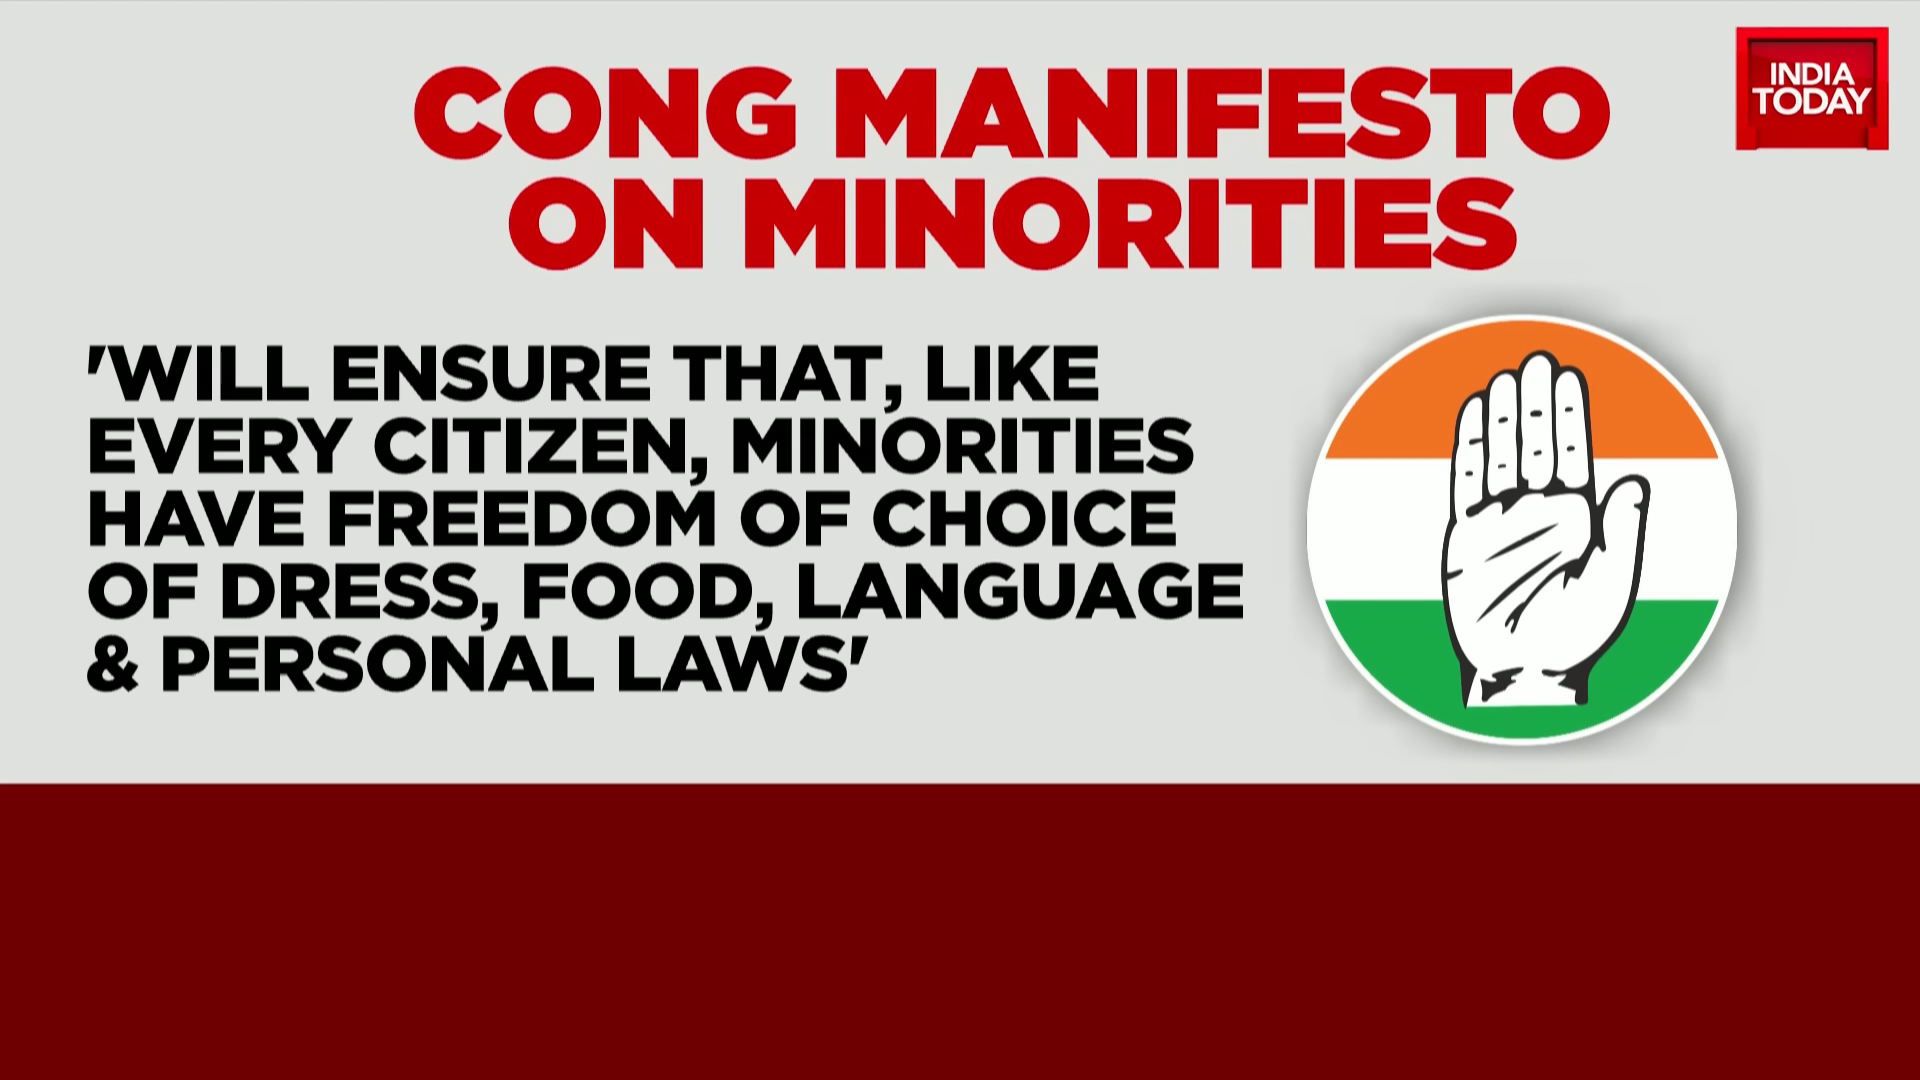 CONG MANIFESTO
ON MINORITIES
INDIA
TODAY
'WILL ENSURE THAT, LIKE
EVERY CITIZEN, MINORITIES
HAVE FREEDOM OF CHOICE
OF DRESS, FOOD, LANGUAGE
& PERSONAL LAWS'